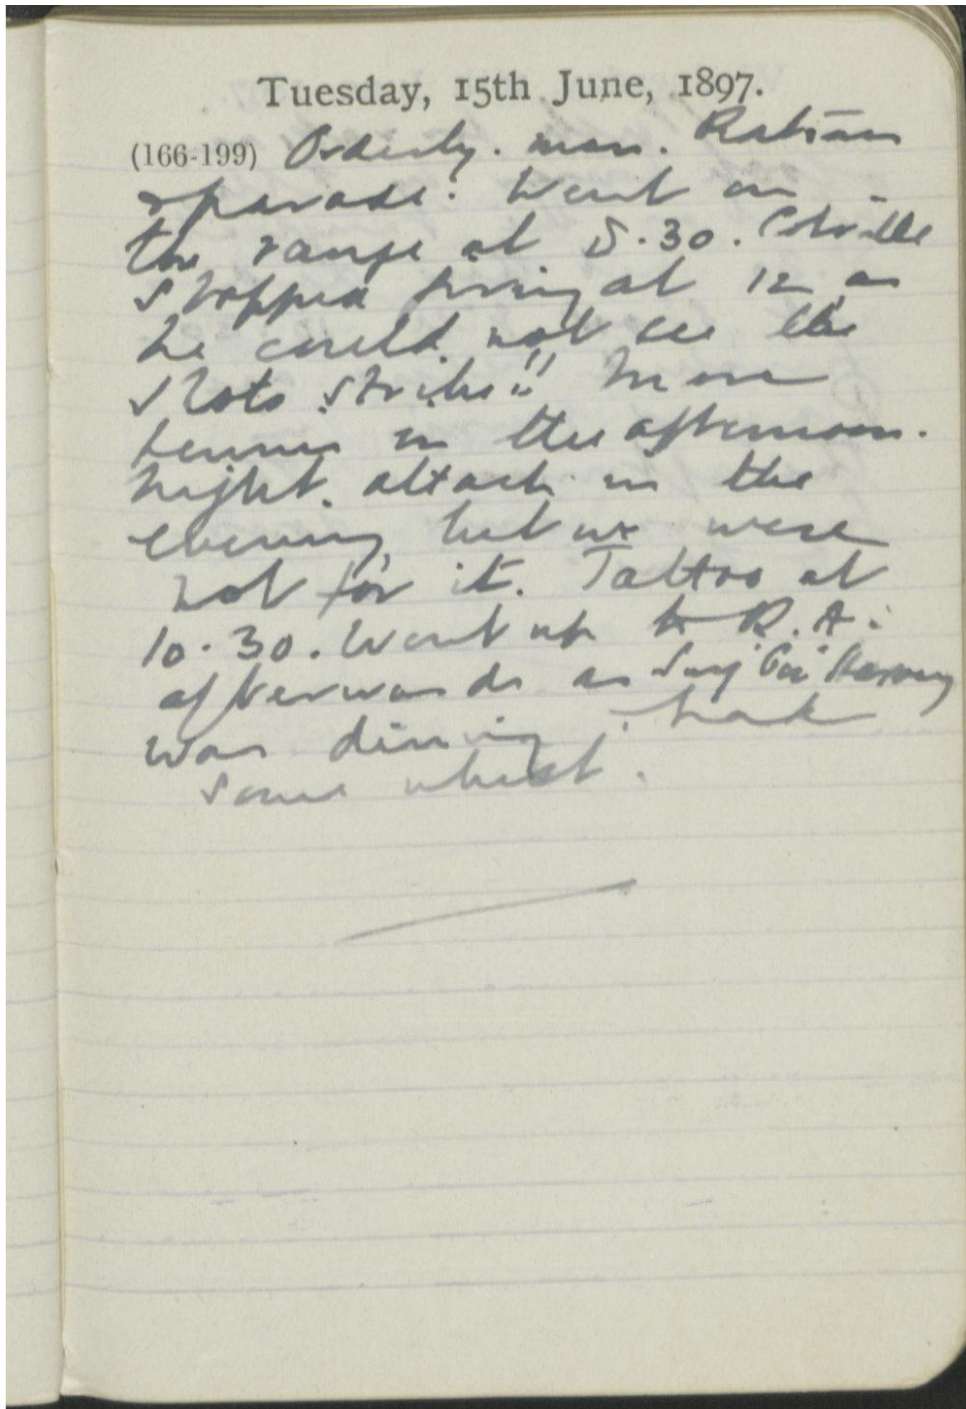 Tuesday, 15th June, 1897.
(166-199) Orderly. man. Rations
& parade. Went on
the range at 8.30. Colville
stopped firing at 12 as
he could not see the
shots strike!! More
tennis in the afternoon.
Night attack in the
evening, but we were
not for it. Tattoo at
10.30. Went up to R.A.
afterwards as Surg
was dining. Had
some whist.